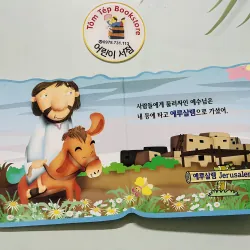 Tôm Tép Bookstore
어린이 서점
사람들에게 둘러싸인 예수님은
내 등에 타고 예루살렘으로 가셨어.
예루살렘 Jerusalem